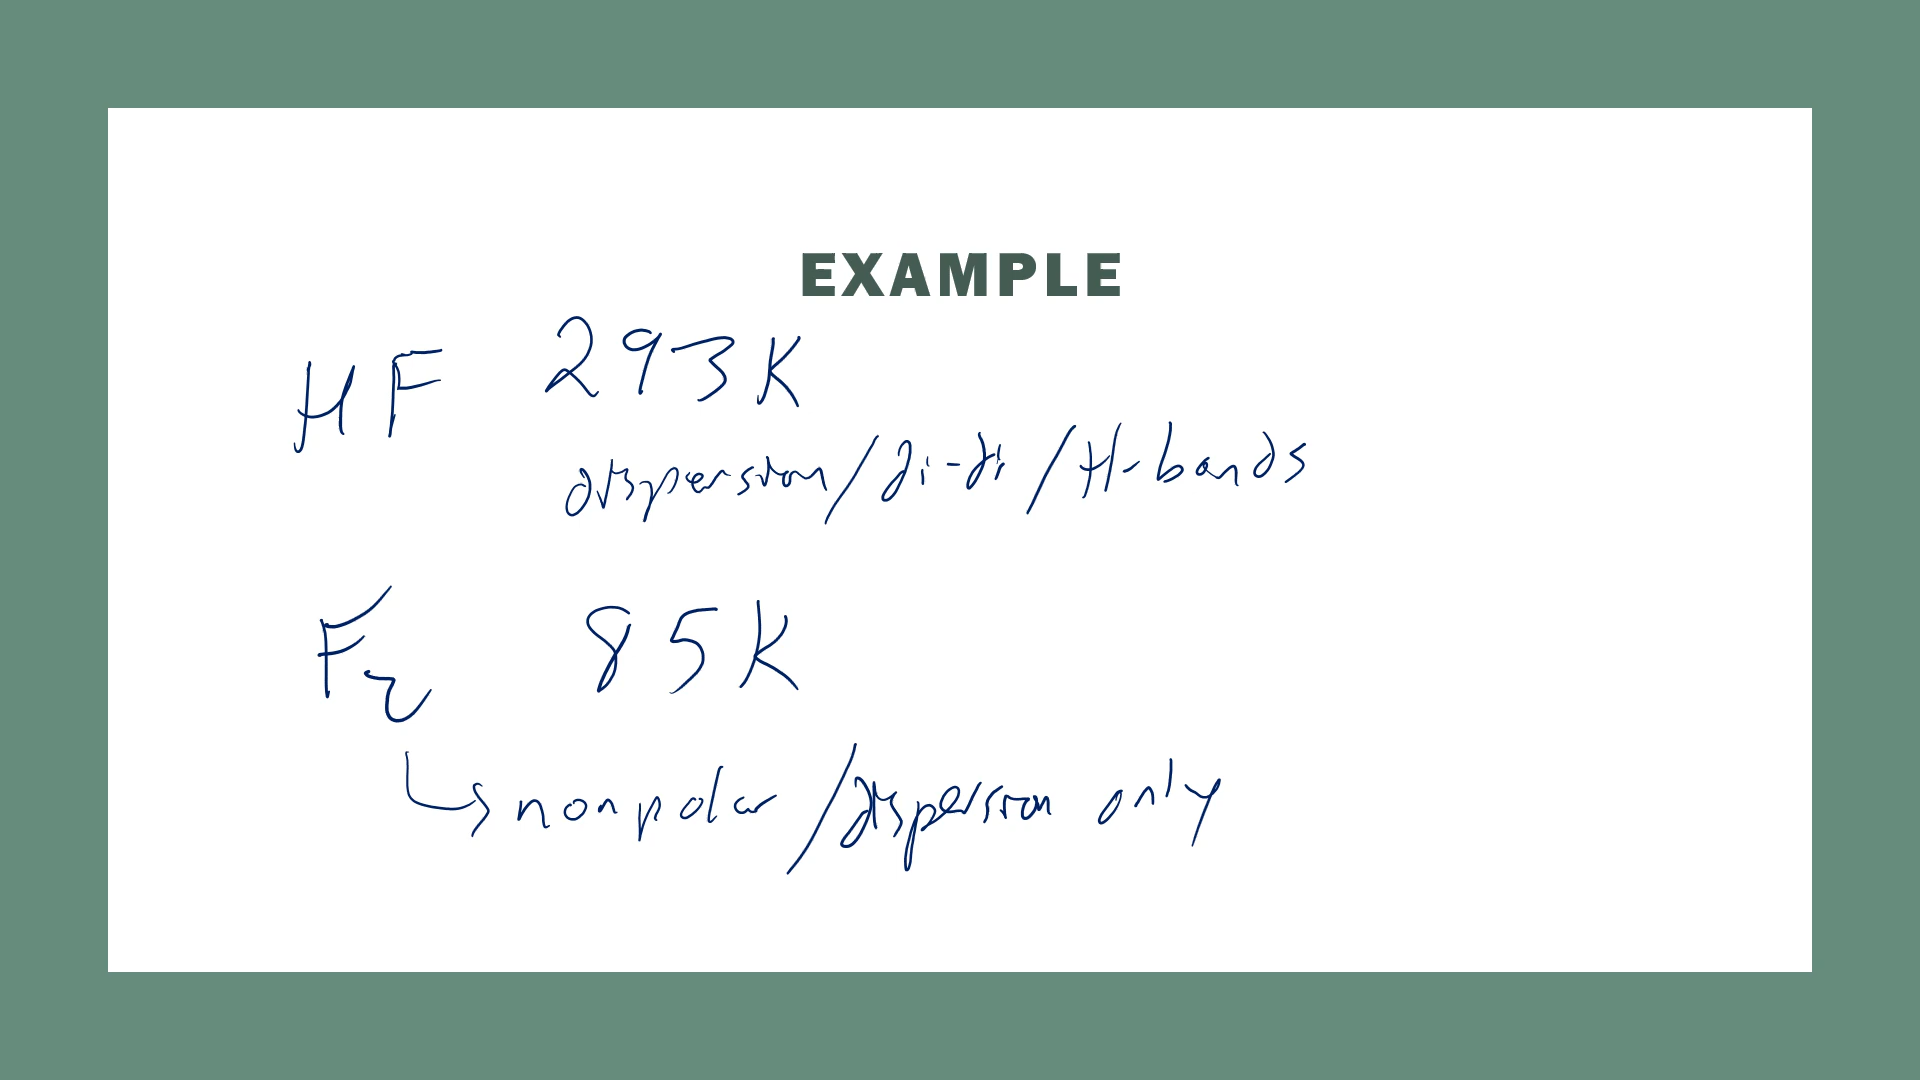 EXAMPLE
HF 293K
dispersion/di-di/H-bonds
F2 85K
↳ nonpolar/dispersion only